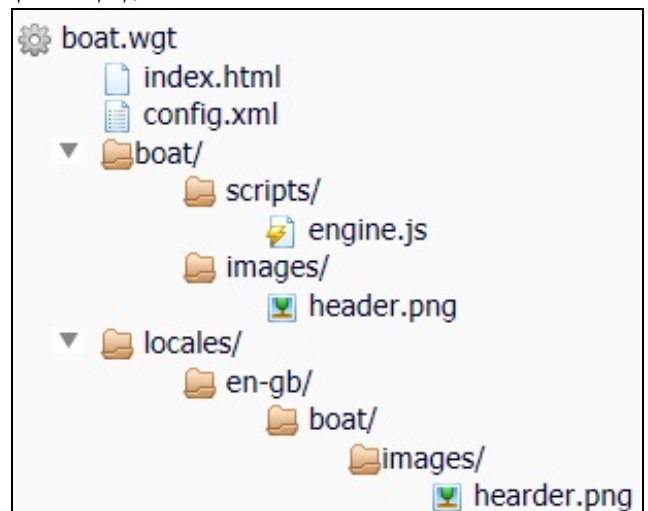 boat.wgt
index.html
config.xml
boat/
scripts/
engine.js
images/
header.png
locales/
en-gb/
boat/
images/
hearder.png